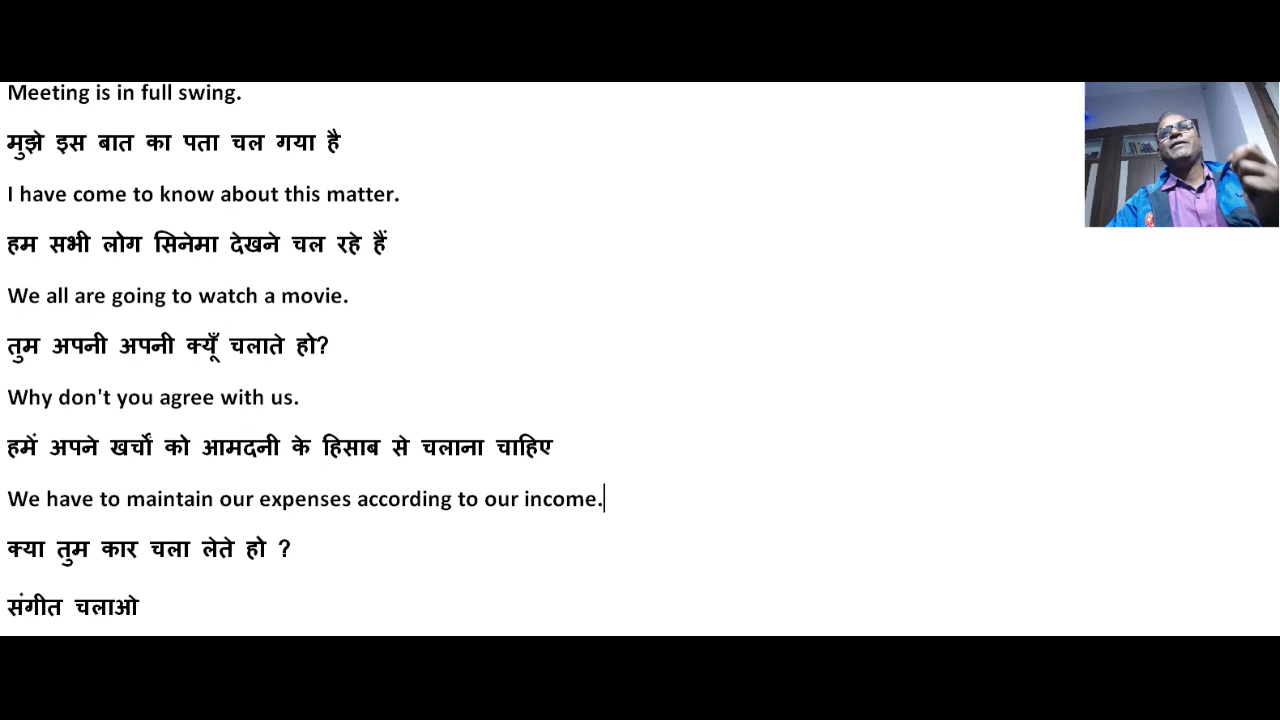 Meeting is in full swing.
मुझे इस बात का पता चल गया है
I have come to know about this matter.
हम सभी लोग सिनेमा देखने चल रहे हैं
We all are going to watch a movie.
तुम अपनी अपनी क्यूँ चलाते हो?
Why don't you agree with us.
हमें अपने खर्चों को आमदनी के हिसाब से चलाना चाहिए
We have to maintain our expenses according to our income.
क्या तुम कार चला लेते हो ?
संगीत चलाओ